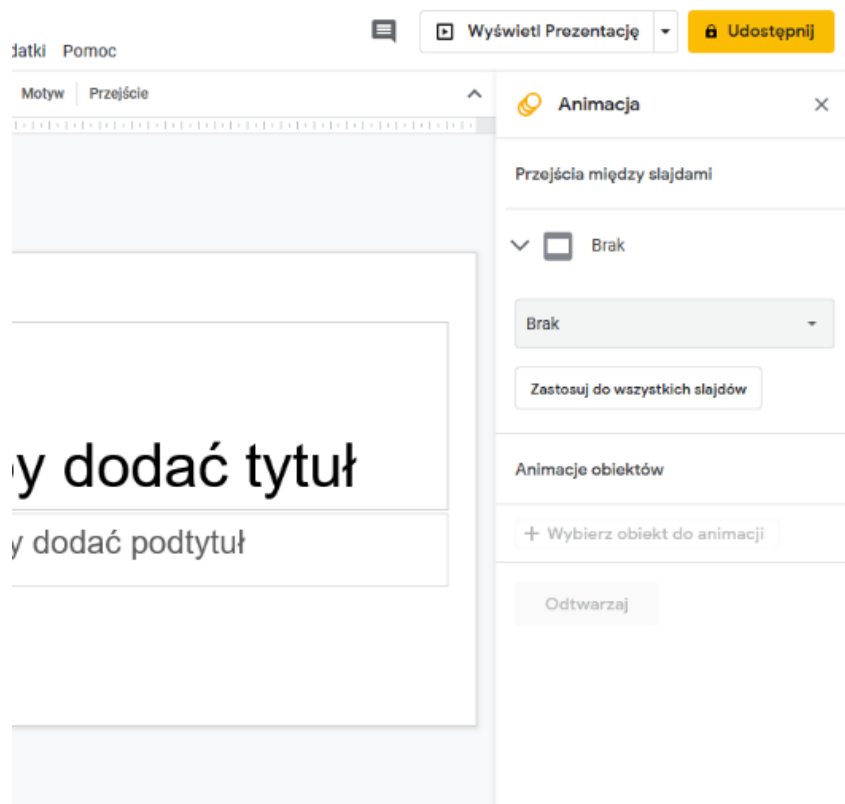 Wyświetl Prezentację
Udostępnij
Pomoc
Motyw Przejście
Animacja
Przejścia między slajdami
Brak
Brak
Zastosuj do wszystkich slajdów
dodać tytuł
dodać podtytuł
Animacje obiektów
+ Wybierz obiekt do animacji
Odtwarzaj